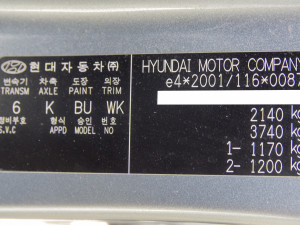 현대자동차㈜ HYUNDAI MOTOR COMPANY
변속기 차축 도장 외장 e4*2001/116*008
TRANSM AXLE PAINT TRIM
6 K BU WK
정비부호 형식 승인 번호
S.V.C APPD MODEL NO
2140 kg
3740 kg
1- 1170 kg
2- 1200 kg